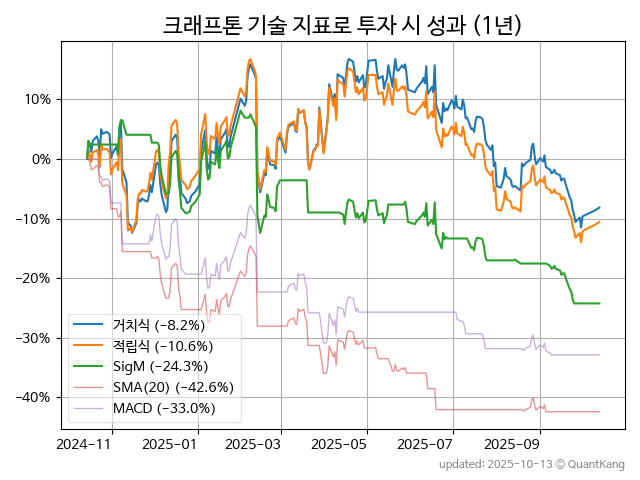 크래프톤 기술 지표로 투자 시 성과 (1년)
10%
0%
−10%
−20%
−30%
−40%
거치식 (−8.2%)
적립식 (−10.6%)
SigM (−24.3%)
SMA(20) (−42.6%)
MACD (−33.0%)
2024−11 2025−01 2025−03 2025−05 2025−07 2025−09
updated: 2025-10-13 © QuantKang